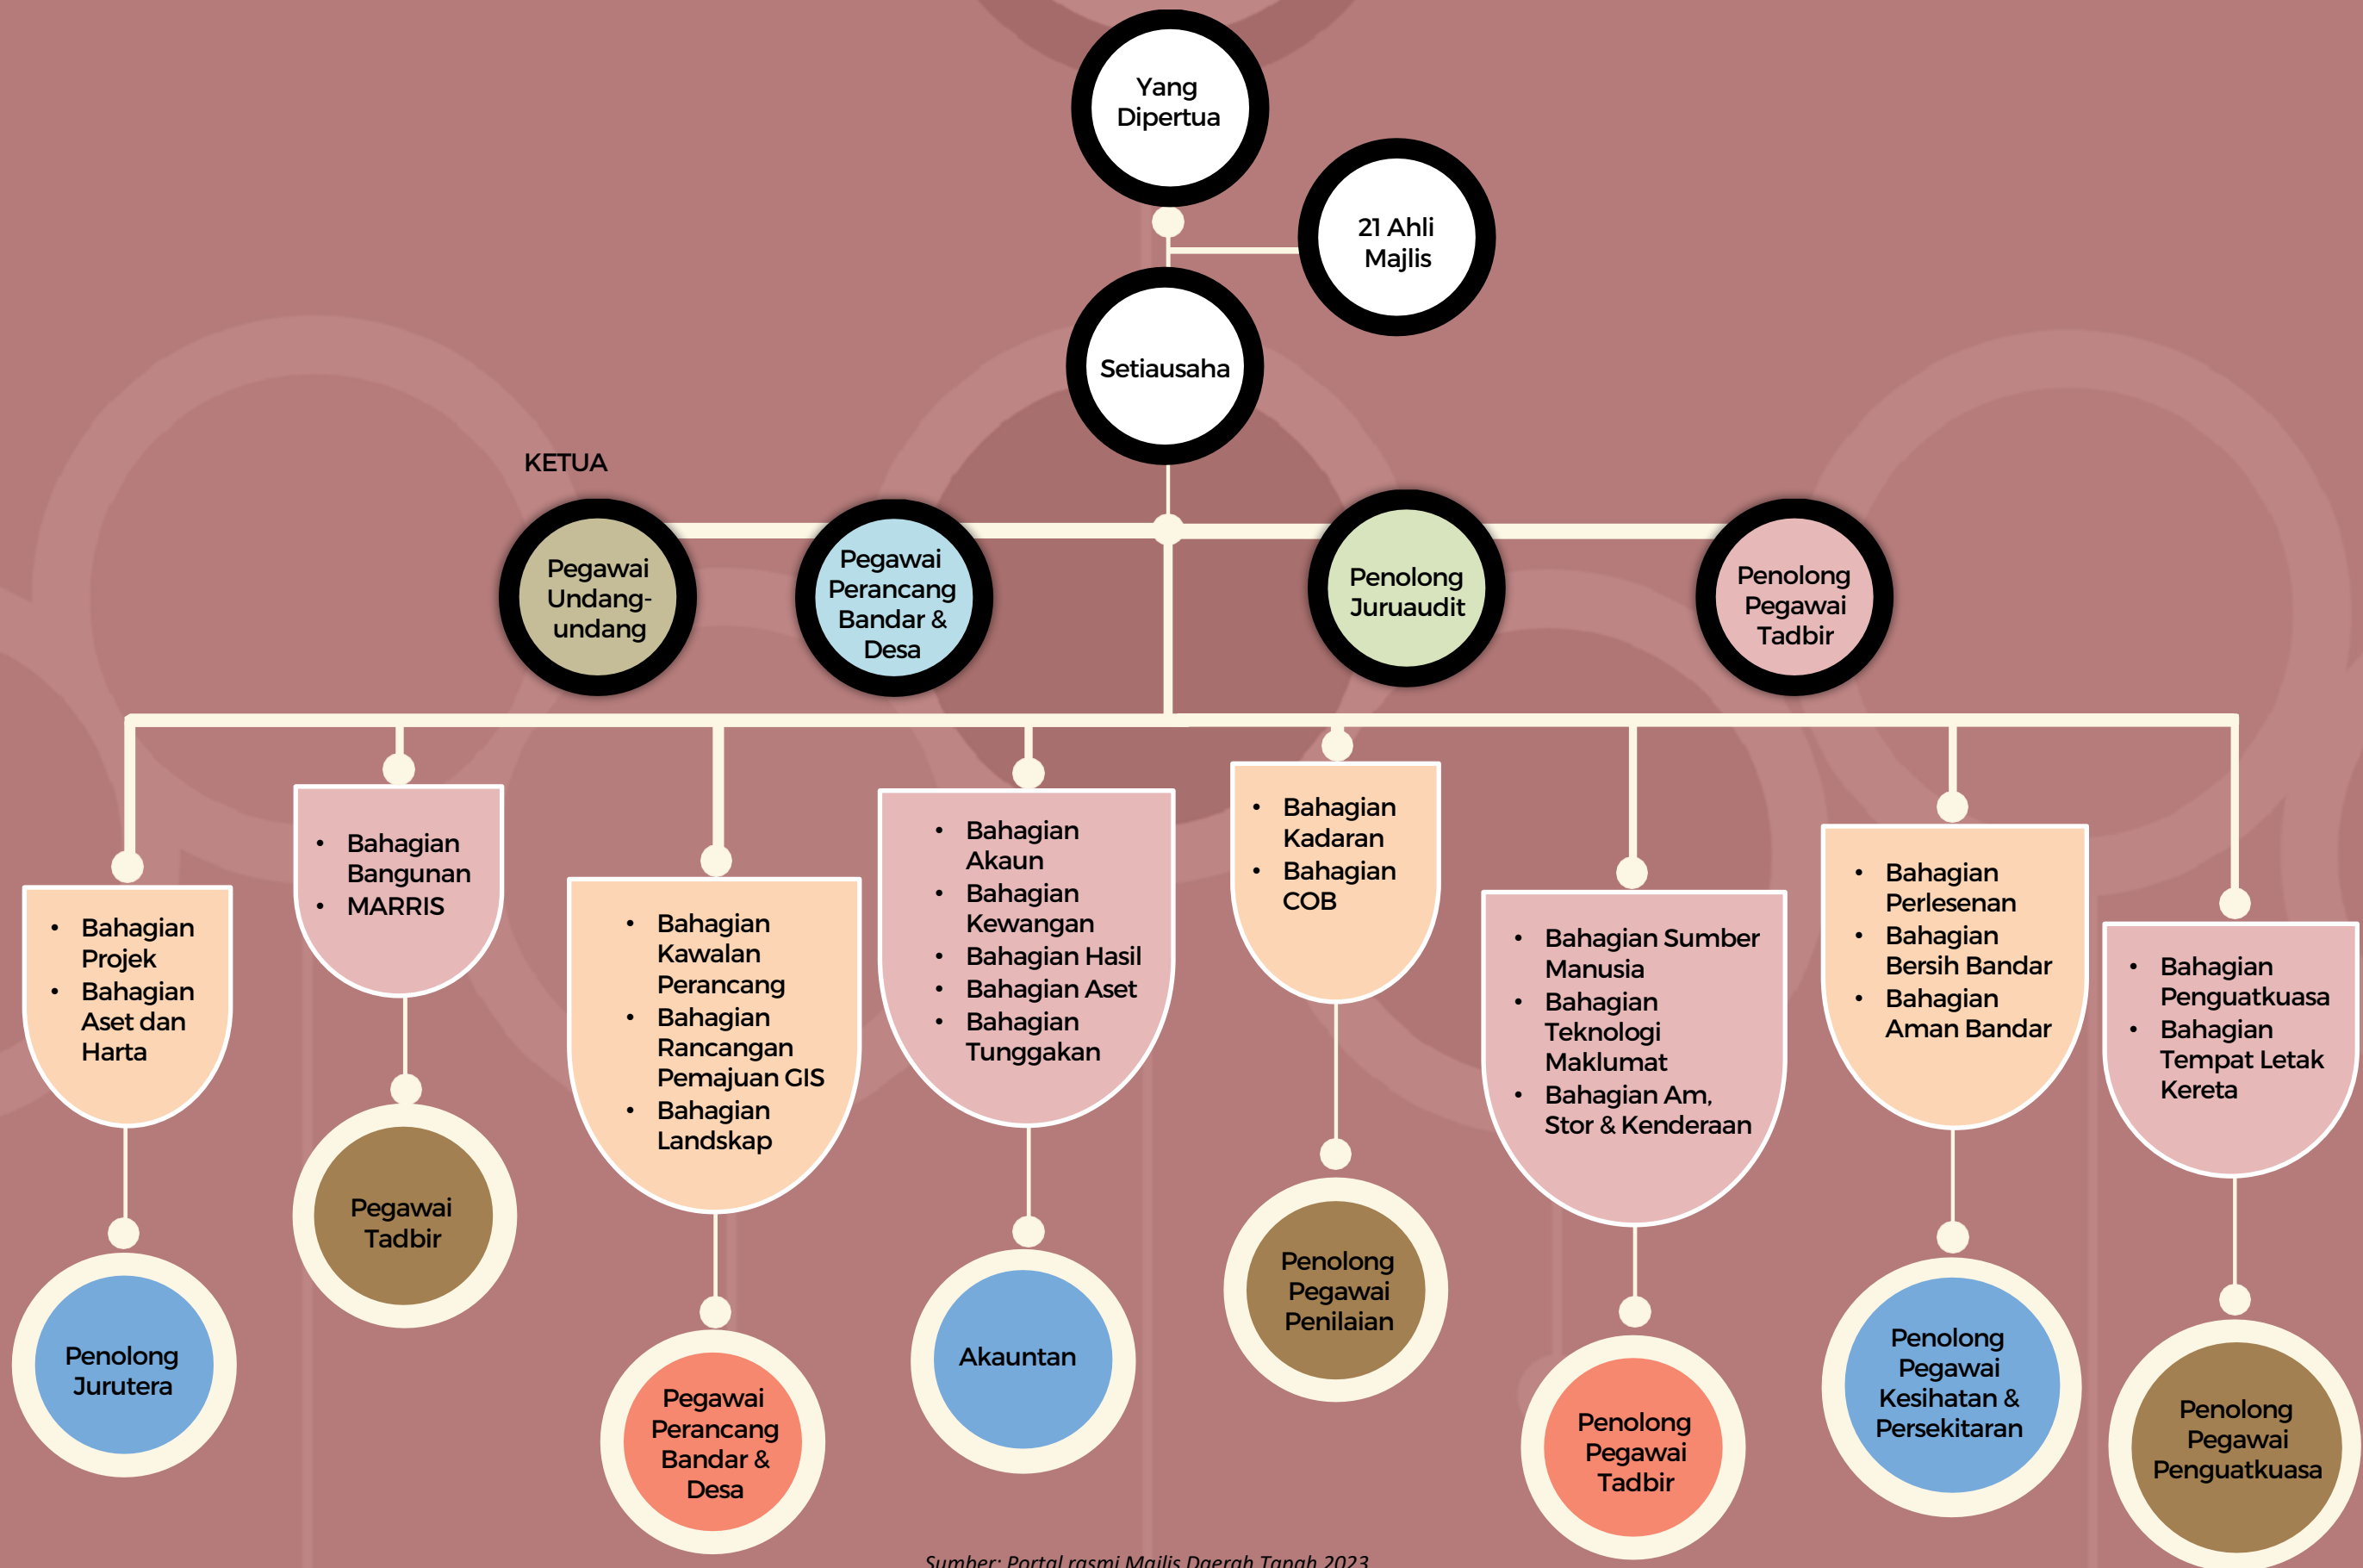 Yang
Dipertua
21 Ahli
Majlis
Setiausaha
KETUA
Pegawai
Undang-
undang
Pegawai
Perancang
Bandar &
Desa
Penolong
Juruaudit
Penolong
Pegawai
Tadbir
• Bahagian
Projek
• Bahagian
Aset dan
Harta
• Bahagian
Bangunan
• MARRIS
• Bahagian
Kawalan
Perancang
• Bahagian
Rancangan
Pemajuan GIS
• Bahagian
Landskap
• Bahagian
Akaun
• Bahagian
Kewangan
• Bahagian Hasil
• Bahagian Aset
• Bahagian
Tunggakan
• Bahagian
Kadaran
• Bahagian
COB
• Bahagian Sumber
Manusia
• Bahagian
Teknologi
Maklumat
• Bahagian Am,
Stor & Kenderaan
• Bahagian
Perlesenan
• Bahagian
Bersih Bandar
• Bahagian
Aman Bandar
• Bahagian
Penguatkuasa
• Bahagian
Tempat Letak
Kereta
Penolong
Jurutera
Pegawai
Tadbir
Pegawai
Perancang
Bandar &
Desa
Akauntan
Penolong
Pegawai
Penilaian
Penolong
Pegawai
Tadbir
Penolong
Pegawai
Kesihatan &
Persekitaran
Penolong
Pegawai
Penguatkuasa
Sumber: Portal rasmi Majlis Daerah Tapah 2023